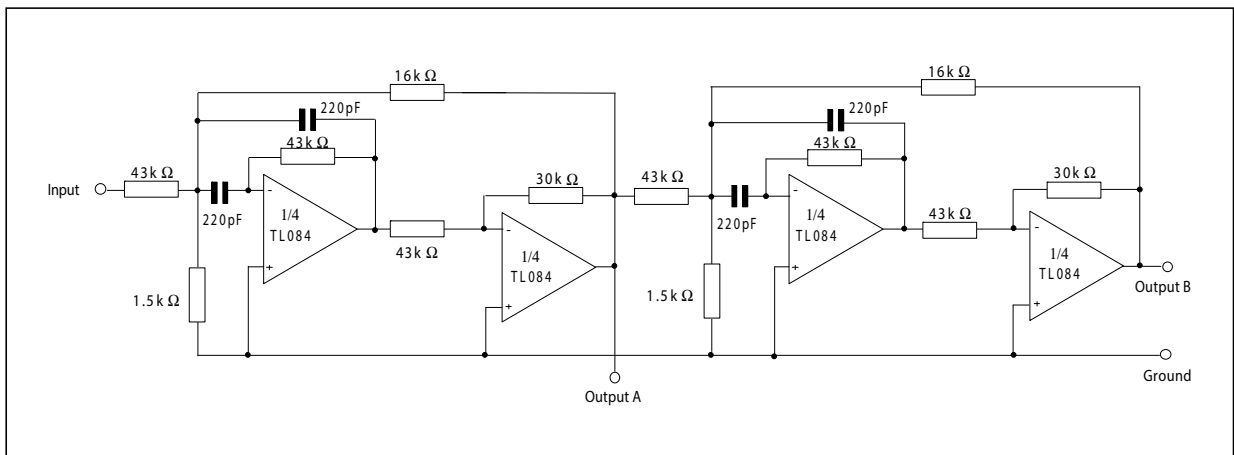 16k Ω
16k Ω
220pF
220pF
43k Ω
43k Ω
43k Ω
30k Ω
43k Ω
30k Ω
Input
-
-
-
-
220pF
1/4
TL084
220pF
1/4
TL084
43k Ω
1/4
TL084
43k Ω
1/4
TL084
+
+
1.5k Ω
1.5k Ω
Output B
+
+
Ground
Output A